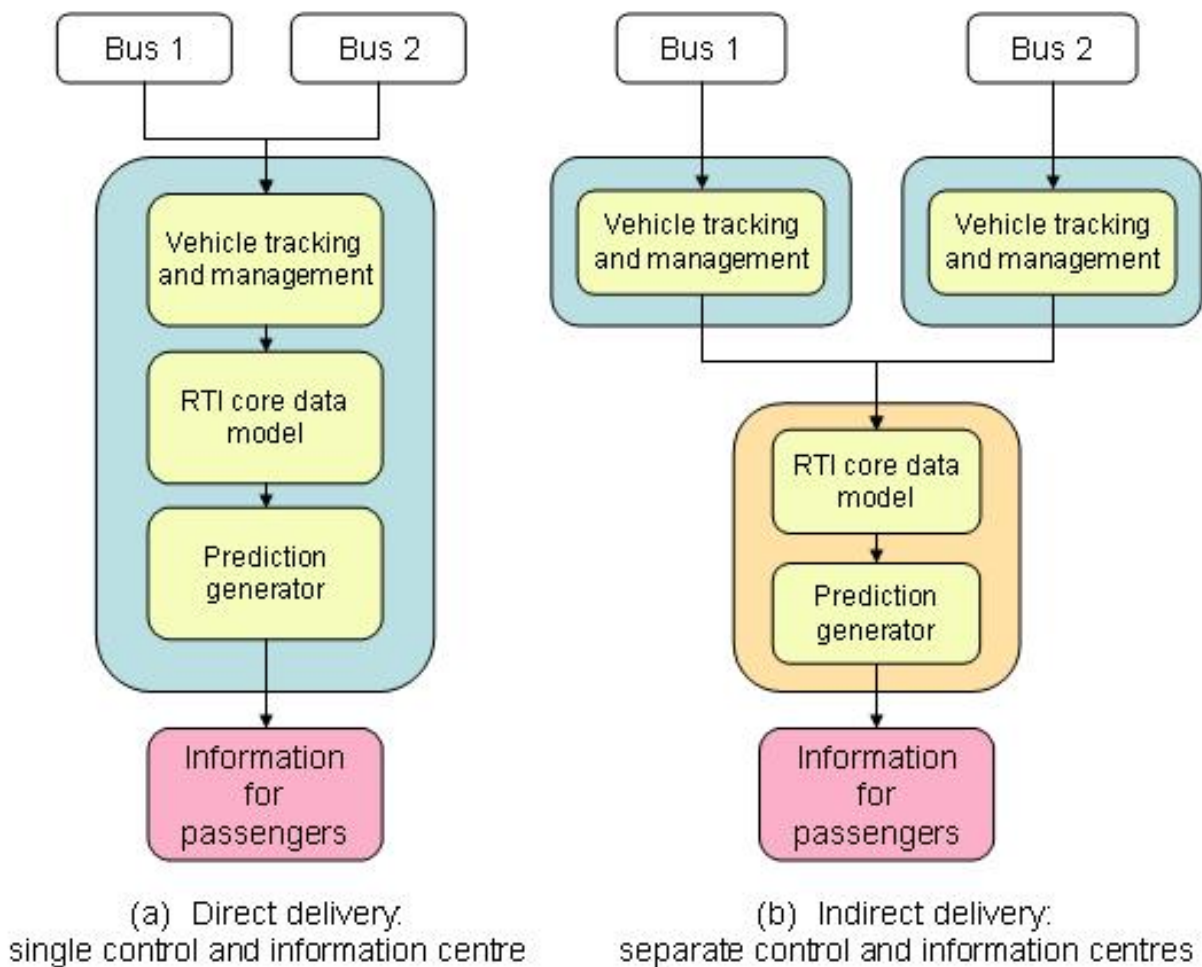 Bus 1
Bus 2
Vehicle tracking
and management
RTI core data
model
Prediction
generator
Information
for
passengers
(a) Direct delivery:
single control and information centre
Bus 1
Bus 2
Vehicle tracking
and management
Vehicle tracking
and management
RTI core data
model
Prediction
generator
Information
for
passengers
(b) Indirect delivery:
separate control and information centres